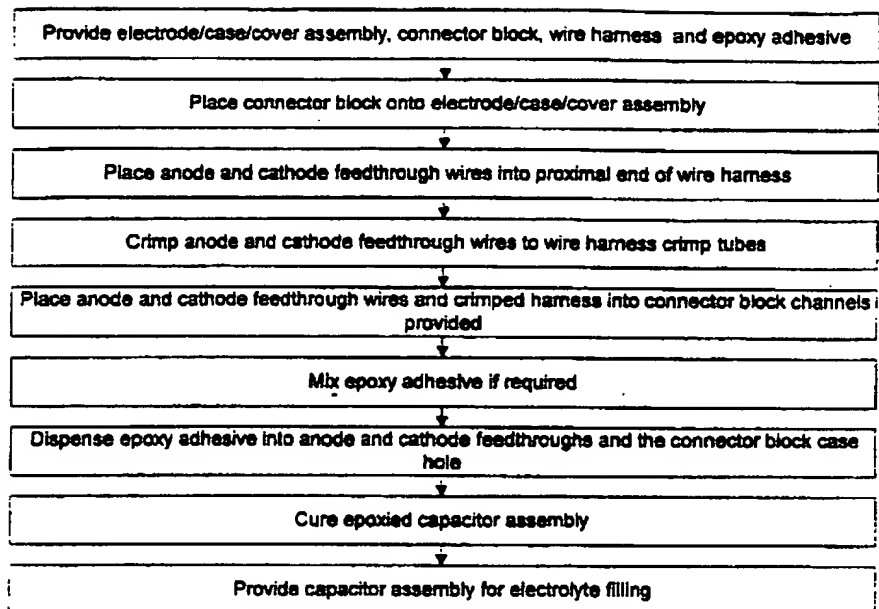 Provide electrode/case/cover assembly, connector block, wire harness and epoxy adhesive
Place connector block onto electrode/case/cover assembly
Place anode and cathode feedthrough wires into proximal end of wire harness
Crimp anode and cathode feedthrough wires to wire harness crimp tubes
Place anode and cathode feedthrough wires and crimped harness into connector block channels
provided
Mix epoxy adhesive if required
Dispense epoxy adhesive into anode and cathode feedthroughs and the connector block case
hole
Cure epoxied capacitor assembly
Provide capacitor assembly for electrolyte filling